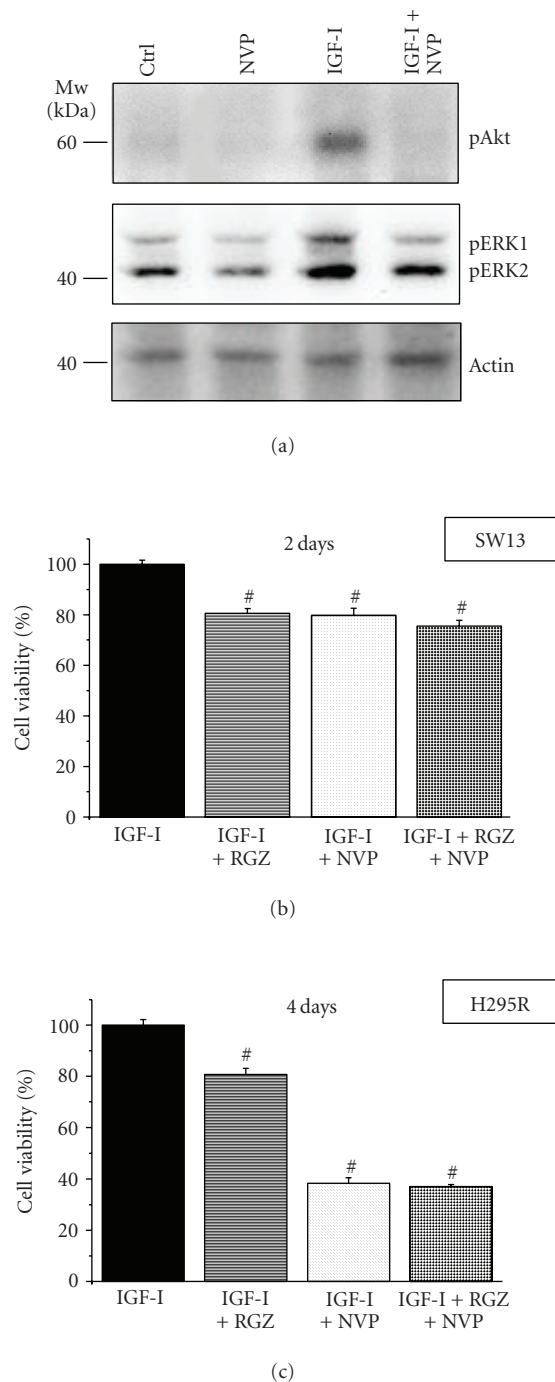 Ctrl
NVP
IGF-I
IGF-I +
NVP
Mw
(kDa)
60
pAkt
pERK1
40
pERK2
40
Actin
(a)
2 days
SW13
Cell viability (%)
100
80
60
40
20
0
#
#
#
IGF-I
IGF-I
+ RGZ
IGF-I
+ NVP
IGF-I + RGZ
+ NVP
(b)
4 days
H295R
Cell viability (%)
100
80
60
40
20
0
#
#
#
IGF-I
IGF-I
+ RGZ
IGF-I
+ NVP
IGF-I + RGZ
+ NVP
(c)